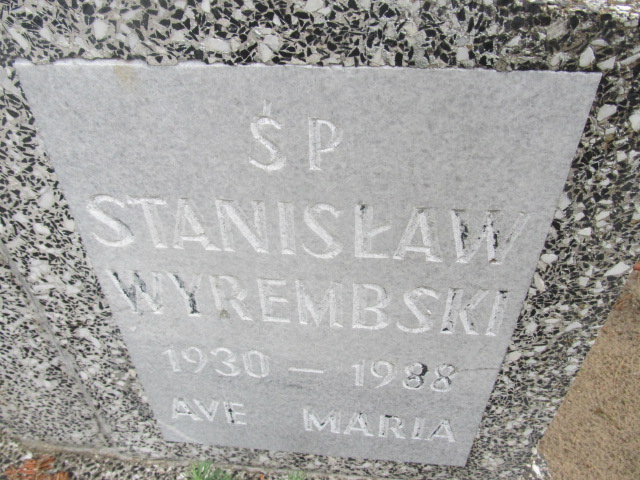 ŚP
STANISŁAW
WYREMBSKI
1930 – 1988
AVE MARIA